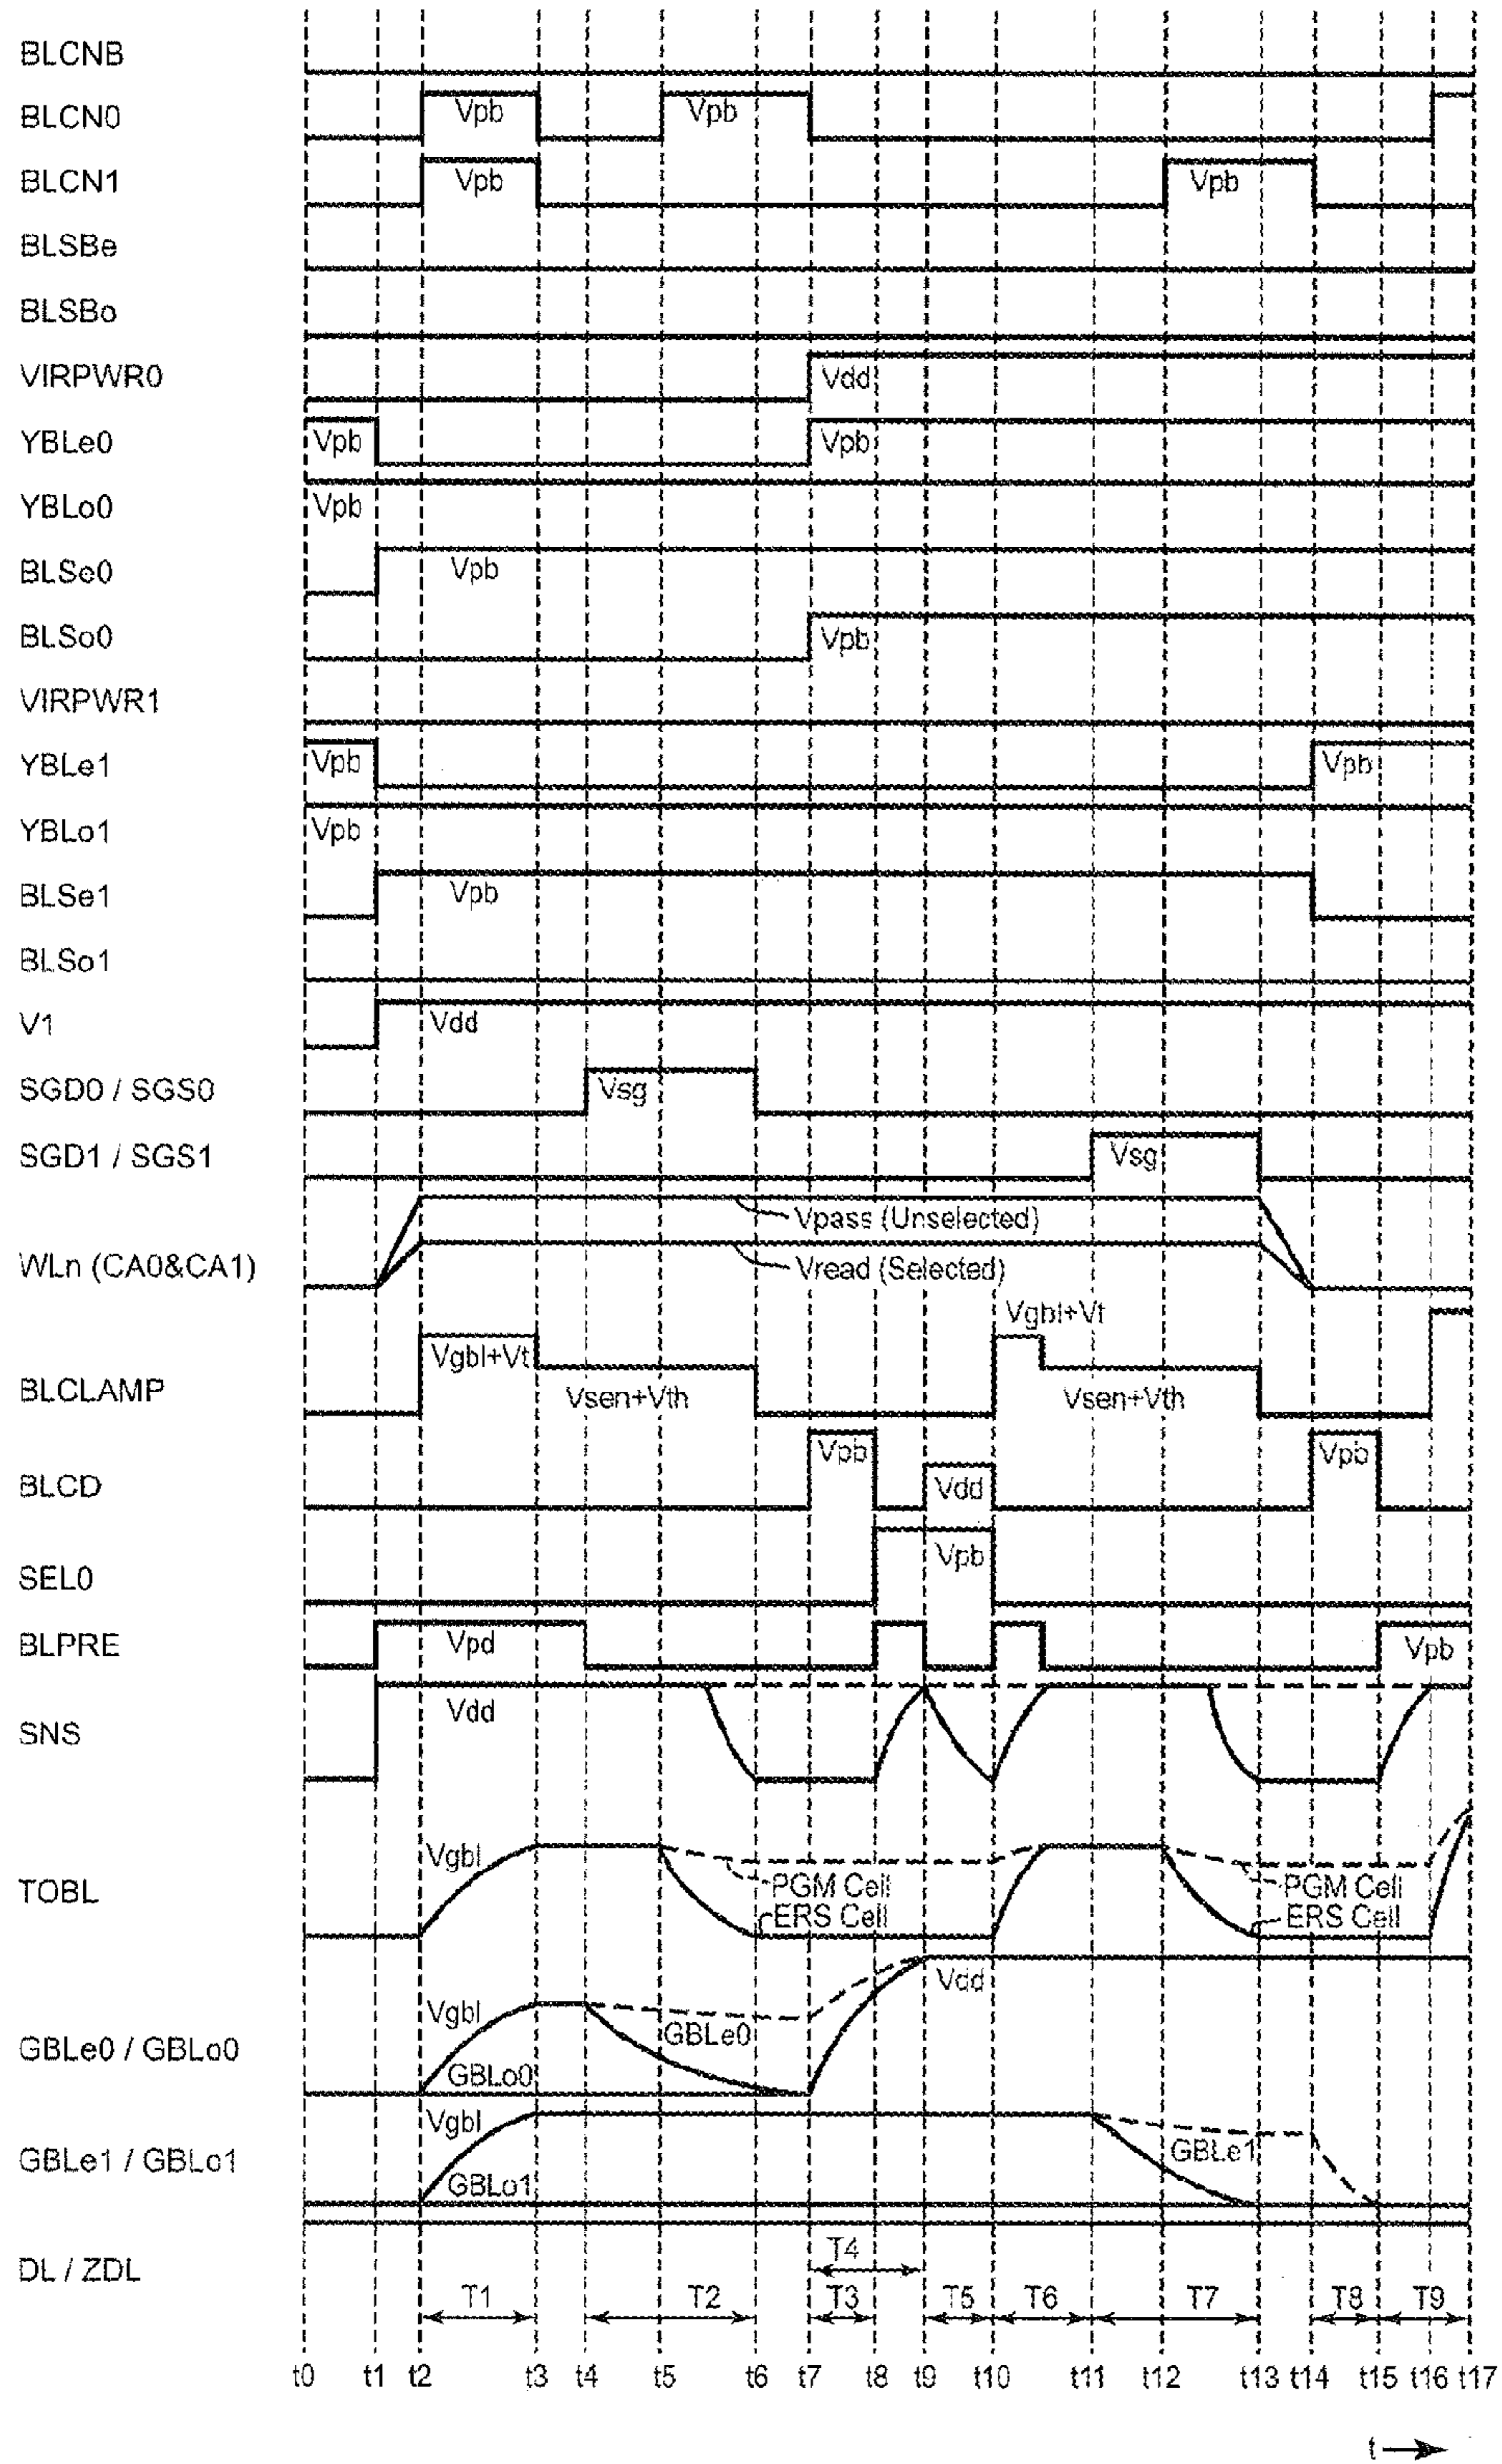 BLCNB
BLCN0 Vpb Vpb
BLCN1 Vpb Vpb
BLSBe
BLSBo
VIRPWR0 Vdd
YBLe0 Vpb Vpb
YBLo0 Vpb
BLSe0 Vpb
BLSo0 Vpb
VIRPWR1
YBLe1 Vpb Vpb
YBLo1 Vpb
BLSe1 Vpb
BLSo1
V1 Vdd
SGD0 / SGS0 Vsg
SGD1 / SGS1 Vsg
Vpass (Unselected)
WLn (CA0&CA1) Vread (Selected)
Vgbl+Vt
Vgbl+Vt
BLCLAMP Vsen+Vth Vsen+Vth
Vpb Vpb
BLCD Vdd
SEL0 Vpb
BLPRE Vpd Vpb
SNS Vdd
Vgbl
TOBL PGM Cell PGM Cell
ERS Cell ERS Cell
Vdd
Vgbl GBLe0
GBLe0 / GBLo0 GBLo0
Vgbl
GBLe1 / GBLo1 GBLo1 GBLe1
DL / ZDL T4
T1 T2 T3 T5 T6 T7 T8 T9
t0 t1 t2 t3 t4 t5 t6 t7 t8 t9 t10 t11 t12 t13 t14 t15 t16 t17
t